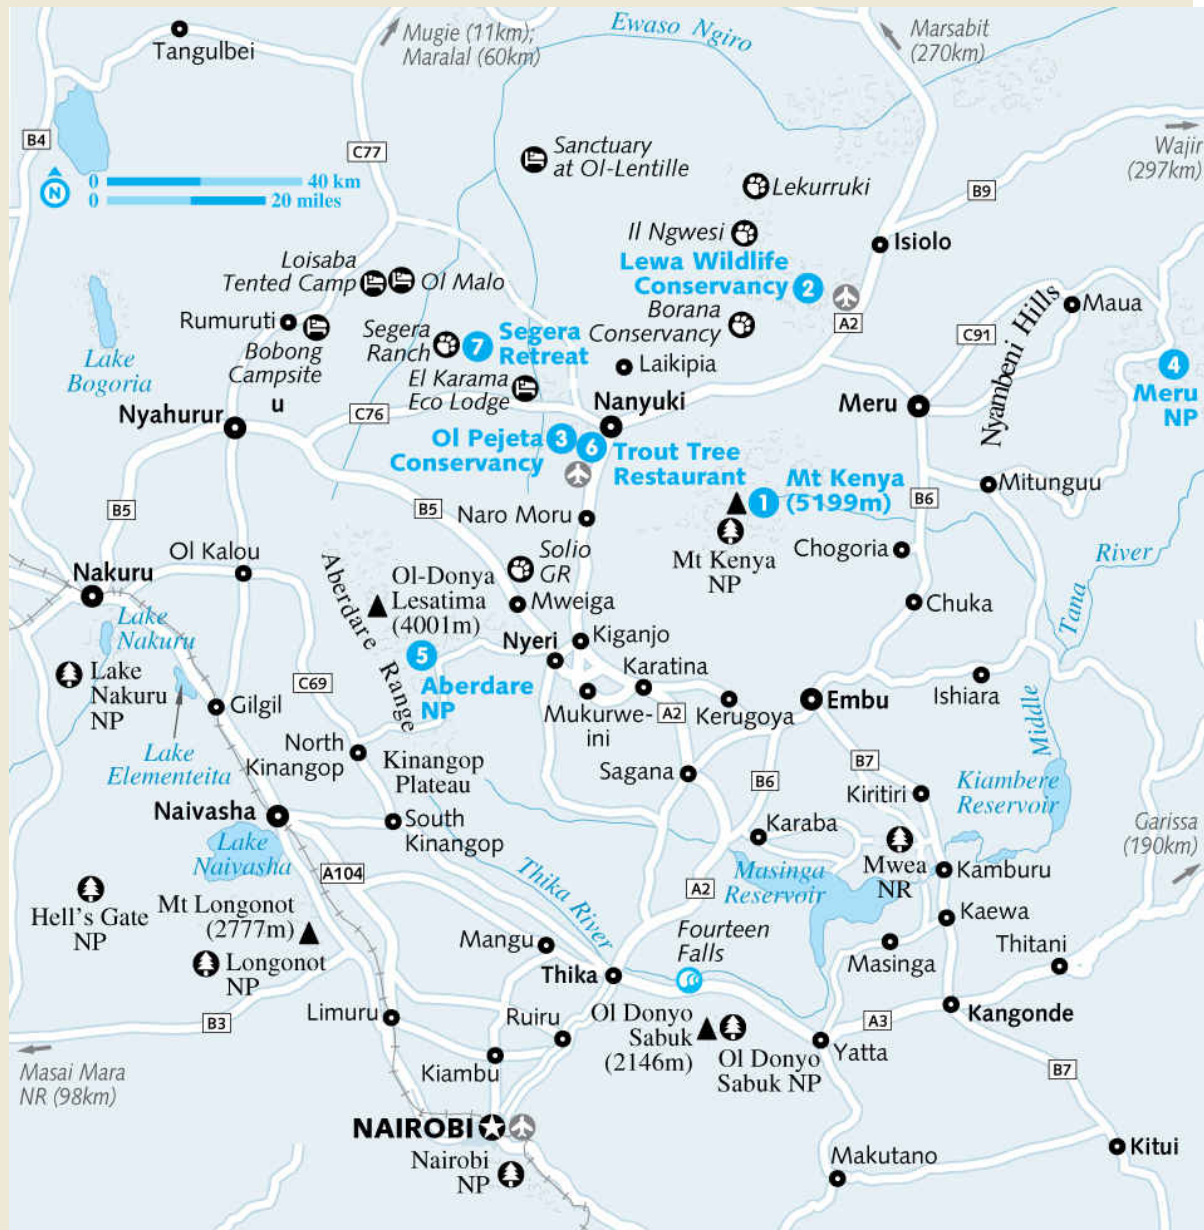 Ewaso Ngiro
Marsabit
(270km)
Mugie (11km);
Maralal (60km)
Tangulbei
B4
C77
Sanctuary
at Ol-Lentille
Wajir
(297km)
N
0
40 km
0
20 miles
Lekurruki
B9
Il Ngwesi
Isiolo
Loisaba
Tented Camp
Ol Malo
Lewa Wildlife
Conservancy
2
Nyambeni Hills
Maua
Rumuruti
Bobong
Campsite
Segera
Ranch
7
Segera
Retreat
Borana
Conservancy
A2
C91
Lake
Bogoria
Laikipia
4
Meru
NP
El Karama
Eco Lodge
Nyahurur
u
C76
Nanyuki
Meru
Ol Pejeta
Conservancy
3
6
Trout Tree
Restaurant
1
Mt Kenya
(5199m)
Mitunguu
B5
B5
B6
Naro Moru
Ol Kalou
Aberdare Range
Solio
GR
Mt Kenya
NP
Chogoria
Tana River
Nakuru
Ol-Donya
Lesatima
(4001m)
Mweiga
Chuka
Lake
Nakuru
Nyeri
Kiganjo
5
Aberdare
NP
Karatina
Lake
Nakuru
NP
C69
Gilgil
Mukurwe-
ini
A2
Kerugoya
Embu
Ishiara
Middle
North
Kinangop
Kinangop
Plateau
Lake
Elementeita
Sagana
B6
B7
Kiritiri
Kiambere
Reservoir
Naivasha
South
Kinangop
Karaba
Garissa
(190km)
Lake
Naivasha
A104
Thika River
A2
Masinga
Reservoir
Mwea
NR
Kamburu
Hell's Gate
NP
Mt Longonot
(2777m)
Kaewa
Mangu
Fourteen
Falls
Masinga
Thitani
Longonot
NP
Thika
B3
Limuru
Ruiru
Ol Donyo
Sabuk
(2146m)
A3
Kangonde
Masai Mara
NR (98km)
Kiambu
Ol Donyo
Sabuk NP
Yatta
B7
NAIROBI
Nairobi
NP
Makutano
Kitui